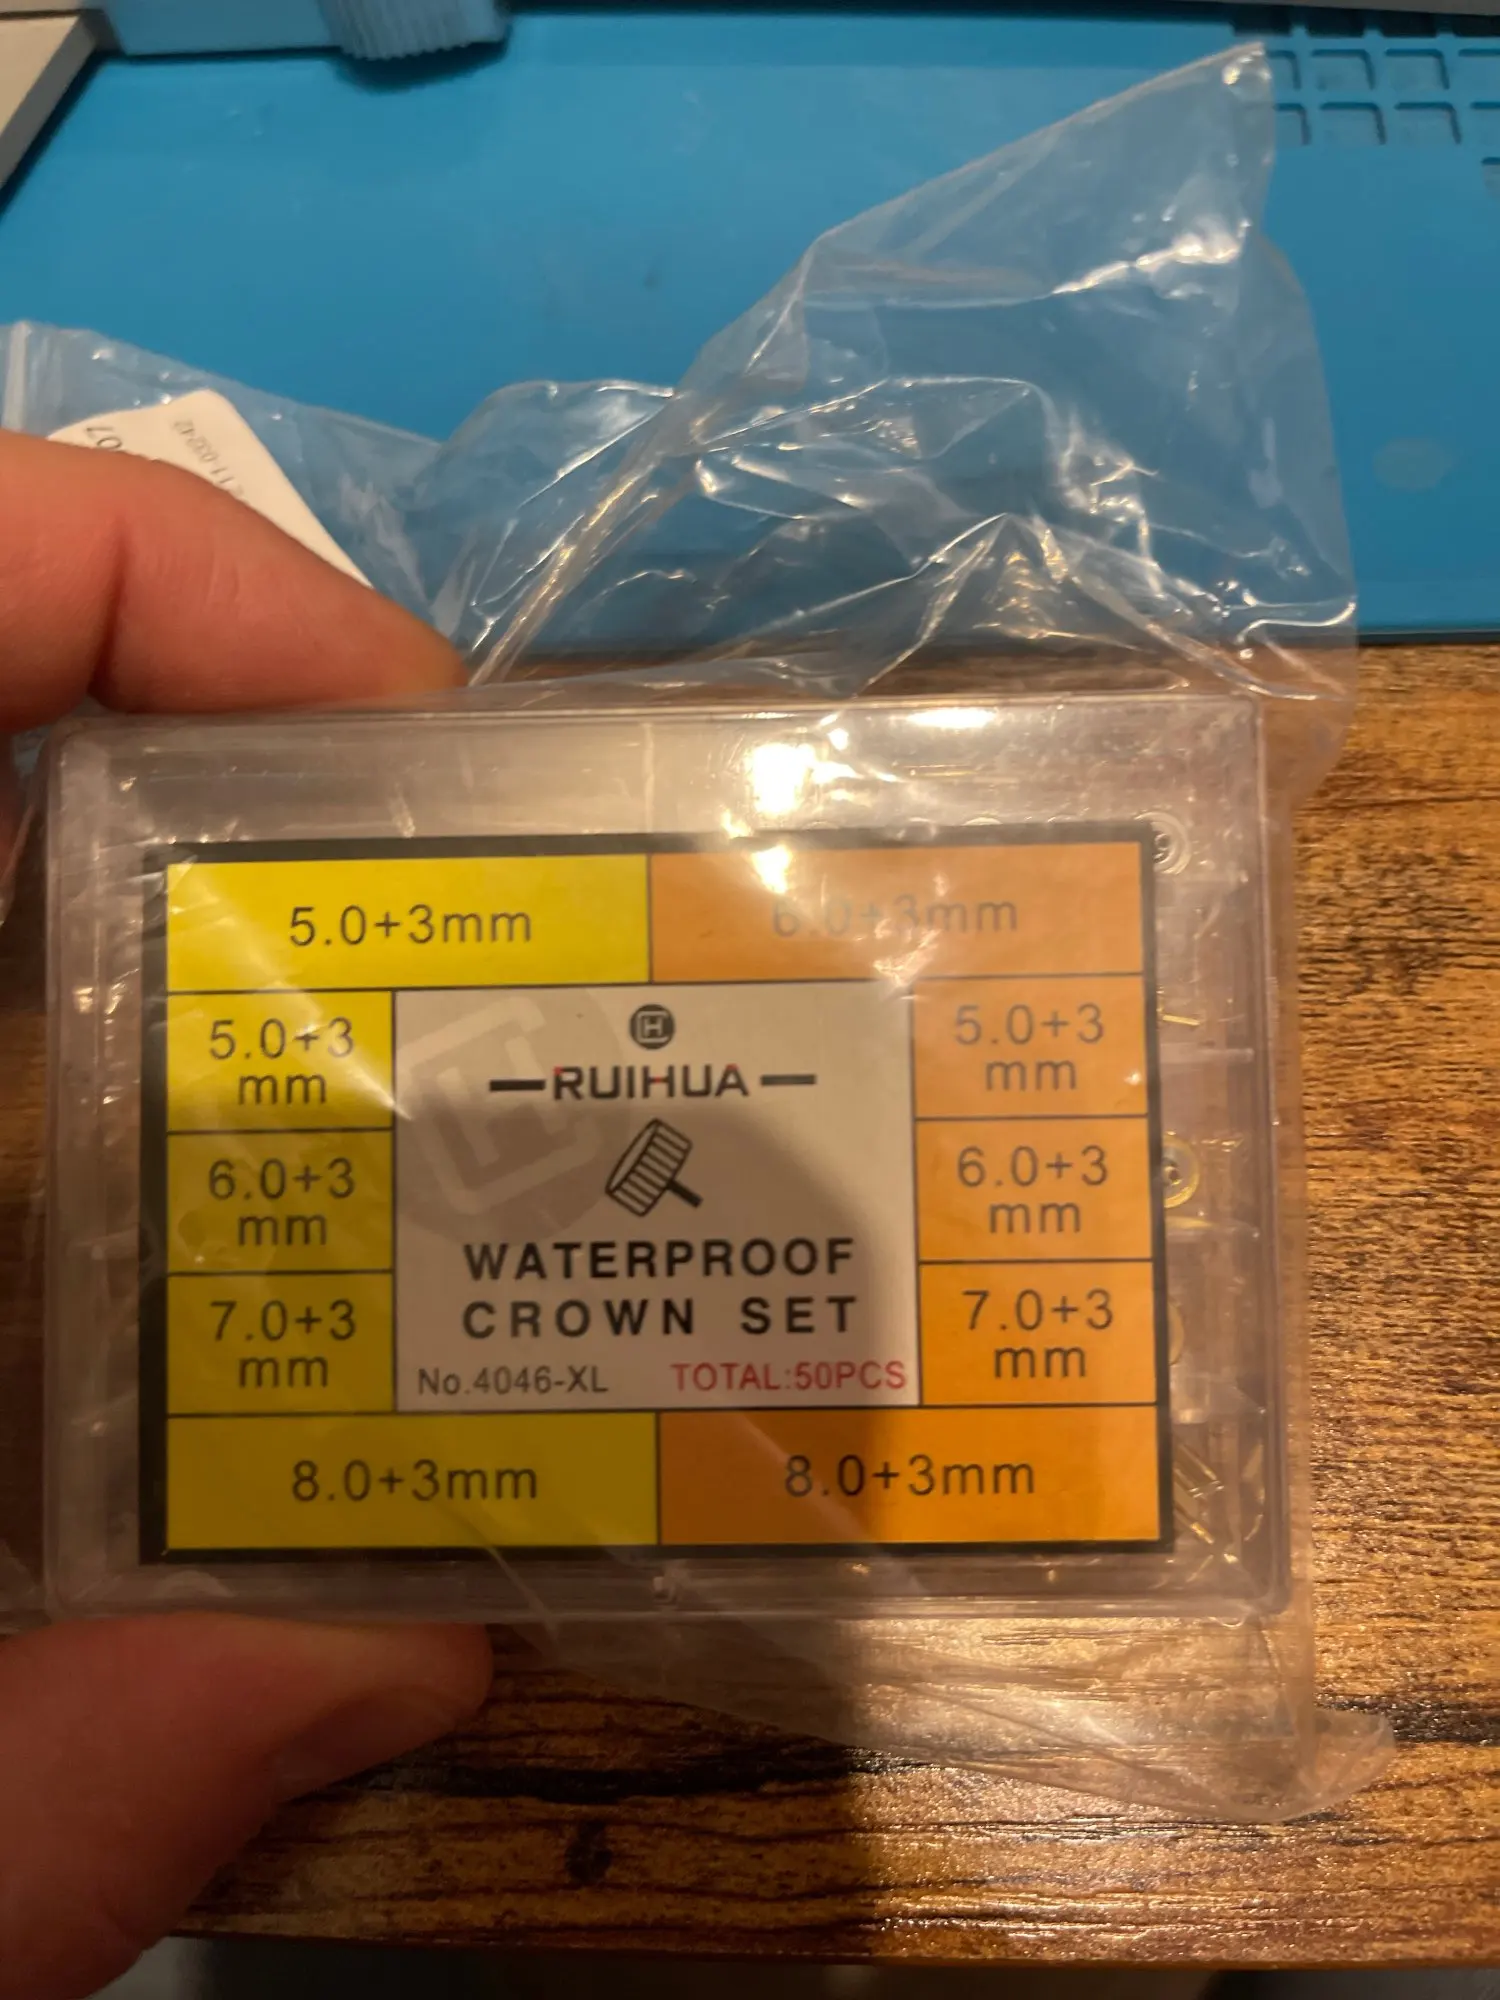 5.0+3mm
6.0+3mm
5.0+3
mm
6.0+3
mm
7.0+3
mm
RUIHUA
WATERPROOF
CROWN SET
No.4046-XL TOTAL:50PCS
5.0+3
mm
6.0+3
mm
7.0+3
mm
8.0+3mm
8.0+3mm